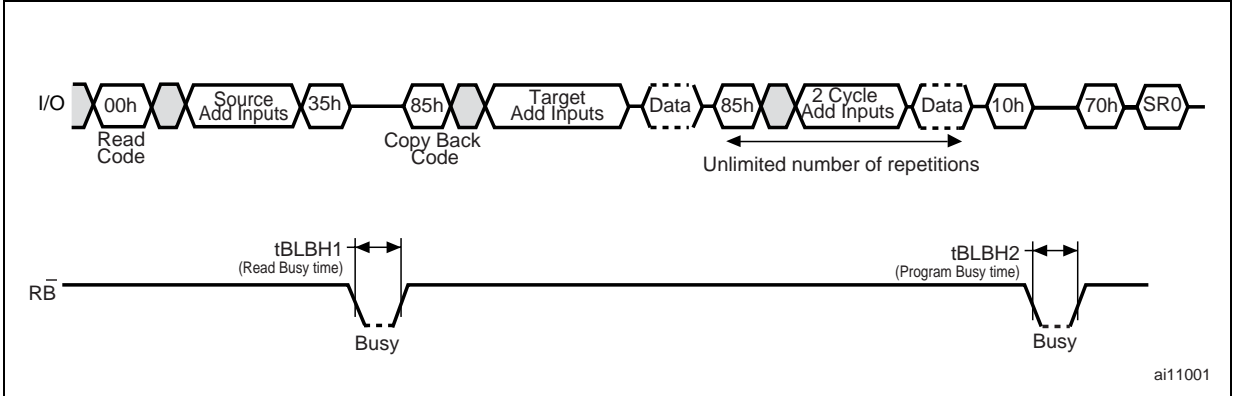 I/O 00h Source Add Inputs 35h 85h Target Add Inputs Data 85h 2 Cycle Add Inputs Data 10h 70h SR0
Read Code
Copy Back Code
Unlimited number of repetitions
tBLBH1
(Read Busy time)
tBLBH2
(Program Busy time)
RB̅
Busy
Busy
ai11001